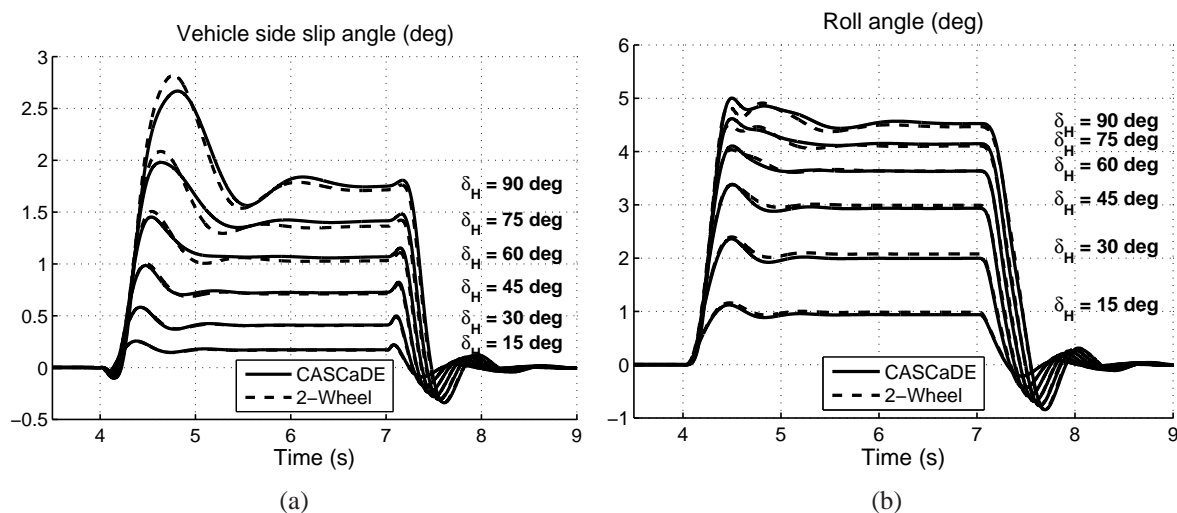 Vehicle side slip angle (deg)
3
2.5
2
1.5
1
0.5
0
−0.5
δH = 90 deg
δH = 75 deg
δH = 60 deg
δH = 45 deg
δH = 30 deg
δH = 15 deg
CASCaDE
2−Wheel
4 5 6 7 8 9
Time (s)
(a)
Roll angle (deg)
6
5
4
3
2
1
0
−1
δH = 90 deg
δH = 75 deg
δH = 60 deg
δH = 45 deg
δH = 30 deg
δH = 15 deg
CASCaDE
2−Wheel
4 5 6 7 8 9
Time (s)
(b)